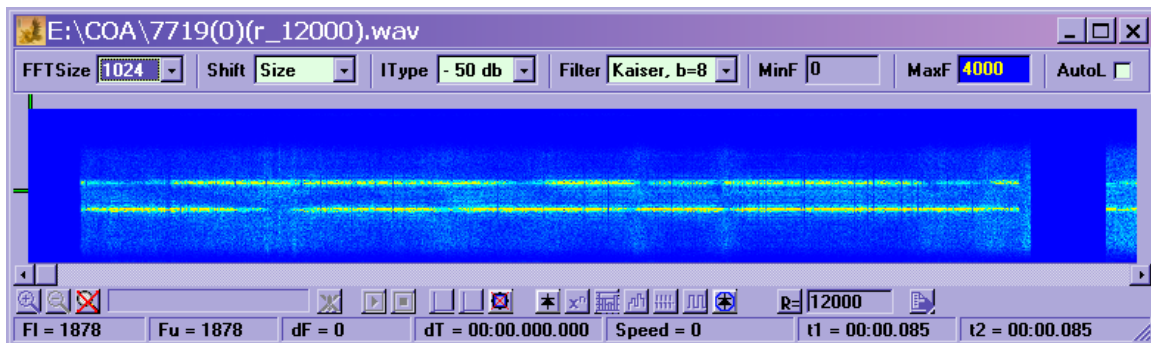 E:\COA\7719(0)(r_12000).wav
FFTSize 1024 Shift Size IType - 50 db Filter Kaiser, b=8 MinF 0 MaxF 4000 AutoL
xⁿ R= 12000
Fl = 1878 Fu = 1878 dF = 0 dT = 00:00.000.000 Speed = 0 t1 = 00:00.085 t2 = 00:00.085